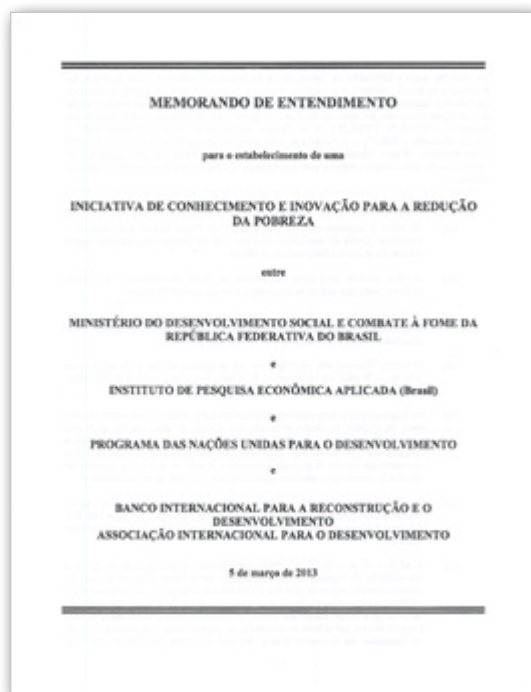 MEMORANDO DE ENTENDIMENTO
para o estabelecimento de uma
INICIATIVA DE CONHECIMENTO E INOVAÇÃO PARA A REDUÇÃO
DA POBREZA
entre
MINISTÉRIO DO DESENVOLVIMENTO SOCIAL E COMBATE À FOME DA
REPÚBLICA FEDERATIVA DO BRASIL
e
INSTITUTO DE PESQUISA ECONÔMICA APLICADA (Brasil)
e
PROGRAMA DAS NAÇÕES UNIDAS PARA O DESENVOLVIMENTO
e
BANCO INTERNACIONAL PARA A RECONSTRUÇÃO E O
DESENVOLVIMENTO
ASSOCIAÇÃO INTERNACIONAL PARA O DESENVOLVIMENTO
5 de março de 2013